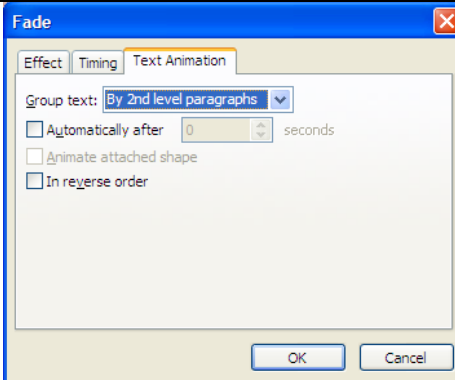 Fade
Effect Timing Text Animation
Group text: By 2nd level paragraphs
Automatically after 0 seconds
Animate attached shape
In reverse order
OK Cancel